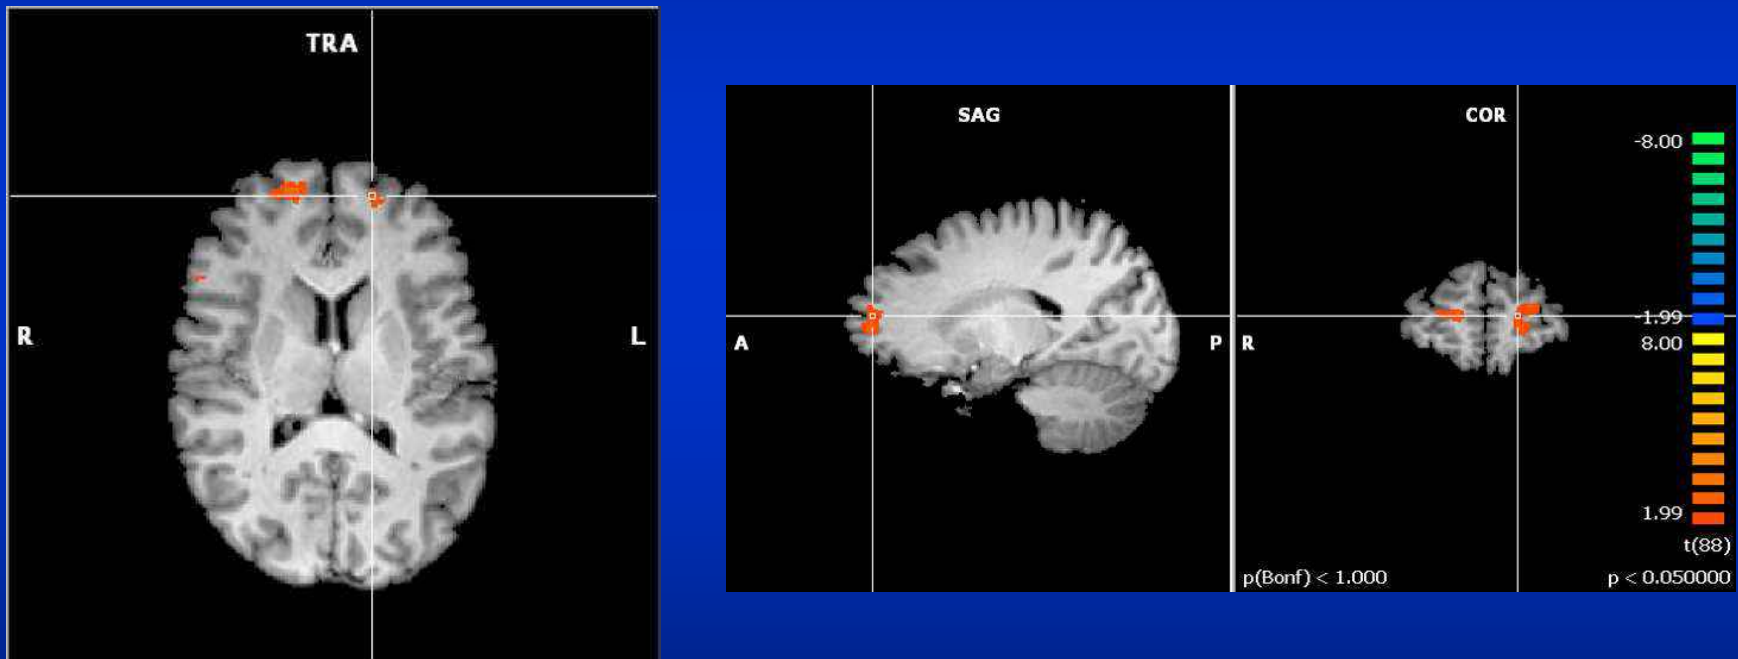 TRA
R
L
SAG
A
P
COR
R
-8.00
-1.99
8.00
1.99
t(88)
p(Bonf) < 1.000
p < 0.050000